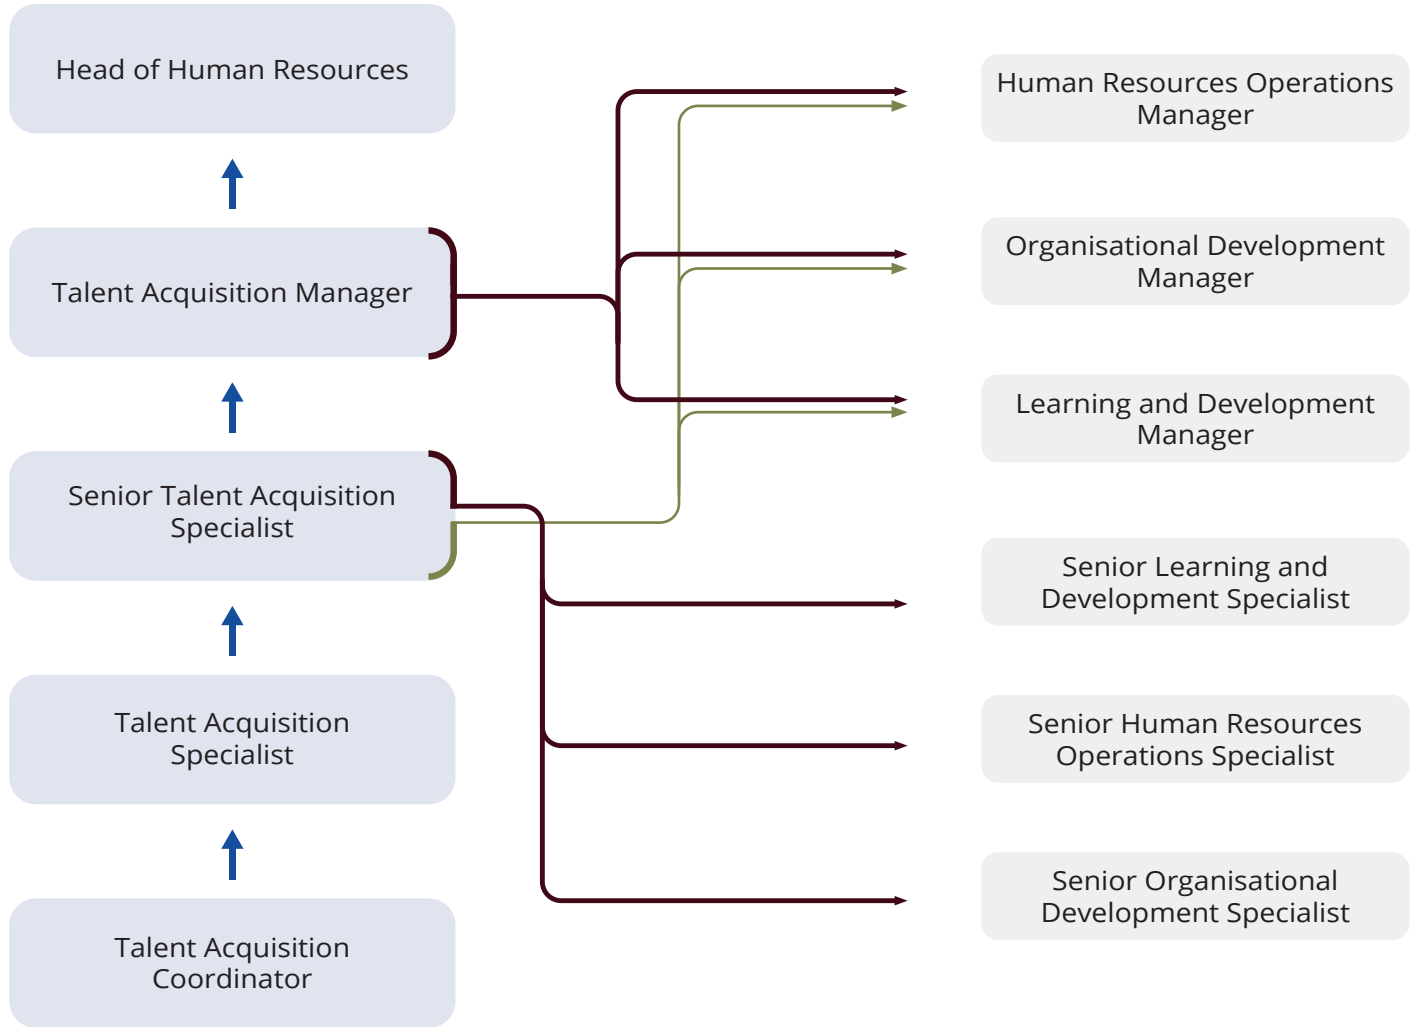 Head of Human Resources
Talent Acquisition Manager
Senior Talent Acquisition
Specialist
Talent Acquisition
Specialist
Talent Acquisition
Coordinator
Human Resources Operations
Manager
Organisational Development
Manager
Learning and Development
Manager
Senior Learning and
Development Specialist
Senior Human Resources
Operations Specialist
Senior Organisational
Development Specialist